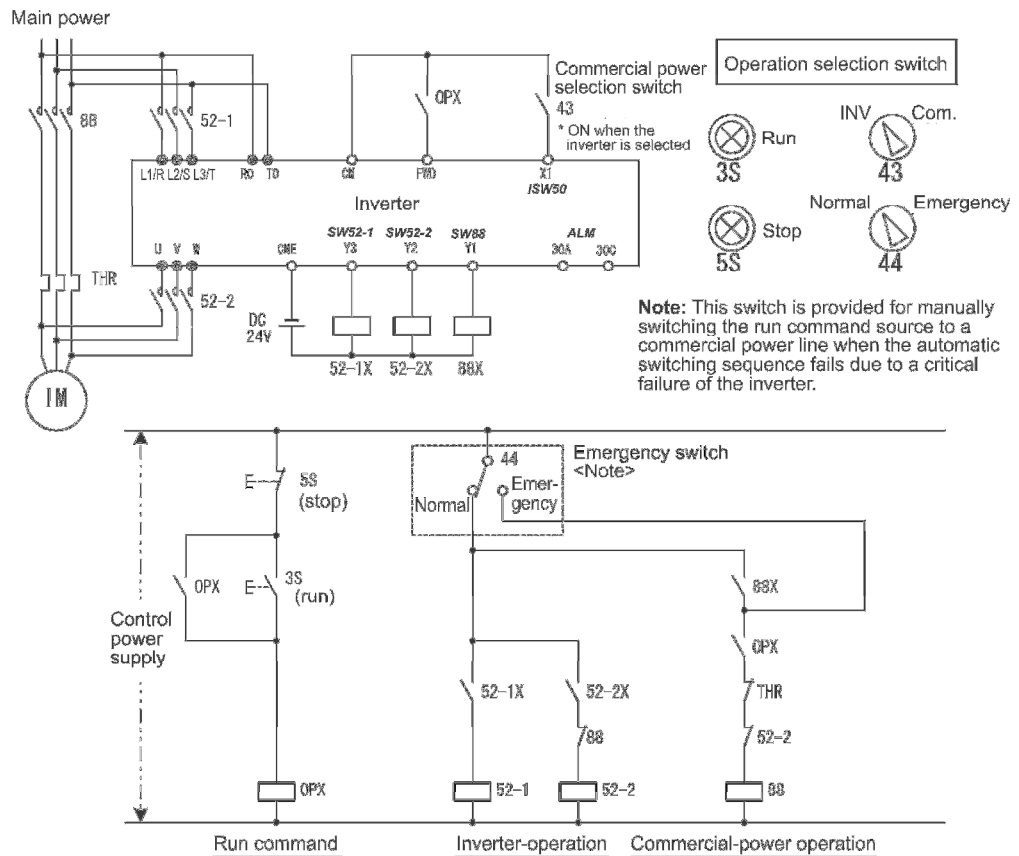 Main power
88
52-1
OPX
Commercial power
selection switch
43
* ON when the
inverter is selected
Operation selection switch
Run
3S
INV
Com.
43
Stop
5S
Normal
Emergency
44
L1/R L2/S L3/T
R0
T0
CM
FWD
X1
ISW50
Inverter
U
V
W
CME
SW52-1
Y3
SW52-2
Y2
SW88
Y1
ALM
30A
30C
THR
52-2
DC
24V
52-1X
52-2X
88X
IM
Note: This switch is provided for manually
switching the run command source to a
commercial power line when the automatic
switching sequence fails due to a critical
failure of the inverter.
5S
(stop)
44
Normal
Emer-
gency
Emergency switch
<Note>
OPX
3S
(run)
88X
Control
power
supply
OPX
52-1X
52-2X
THR
88
52-2
OPX
52-1
52-2
88
Run command
Inverter-operation
Commercial-power operation